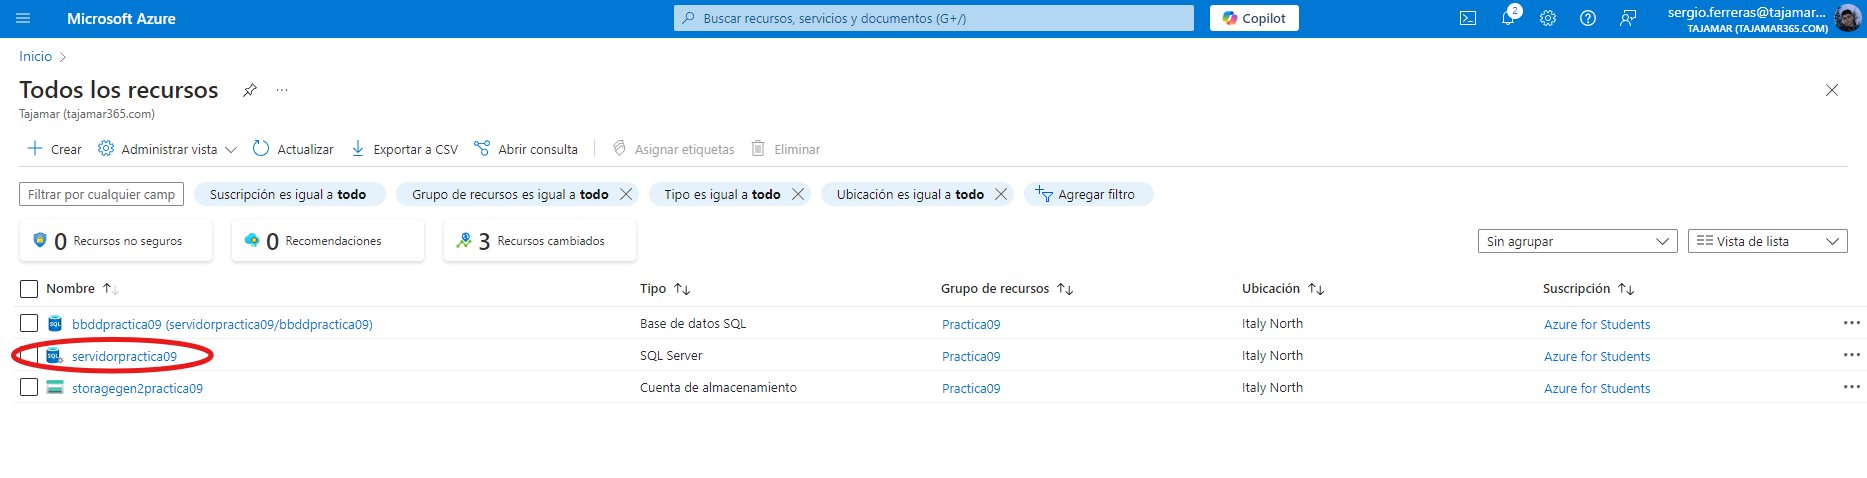 Microsoft Azure
Buscar recursos, servicios y documentos (G+/)
Copilot
2
sergio.ferreras@tajamar...
TAJAMAR (TAJAMAR365.COM)
Inicio
Todos los recursos
Tajamar (tajamar365.com)
Crear Administrar vista Actualizar Exportar a CSV Abrir consulta Asignar etiquetas Eliminar
Filtrar por cualquier camp Suscripción es igual a todo Grupo de recursos es igual a todo Tipo es igual a todo Ubicación es igual a todo Agregar filtro
0 Recursos no seguros 0 Recomendaciones 3 Recursos cambiados Sin agrupar Vista de lista
Nombre Tipo Grupo de recursos Ubicación Suscripción
SQL bbddpractica09 (servidorpractica09/bbddpractica09) Base de datos SQL Practica09 Italy North Azure for Students
SQL servidorpractica09 SQL Server Practica09 Italy North Azure for Students
storagegen2practica09 Cuenta de almacenamiento Practica09 Italy North Azure for Students